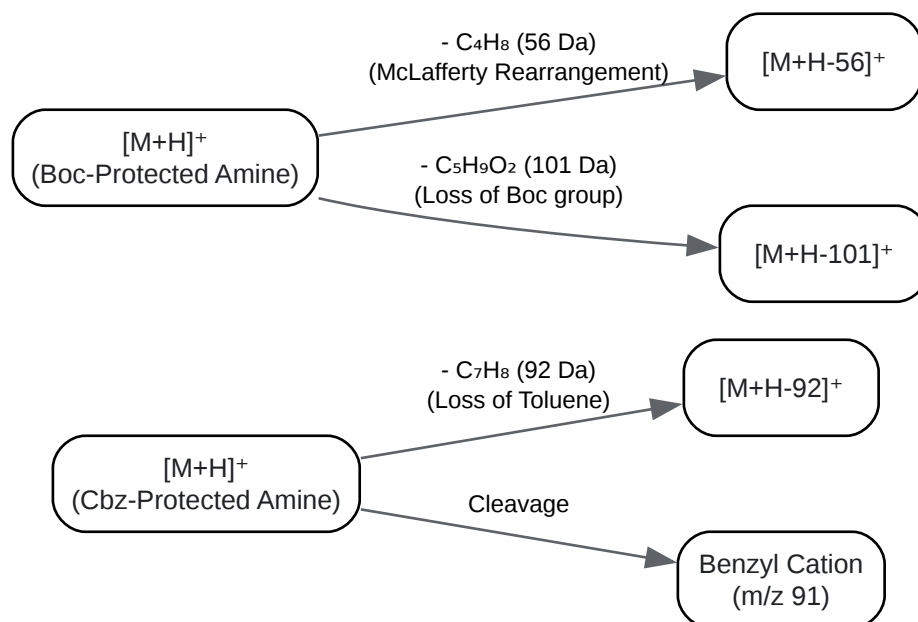 - C₄H₈ (56 Da)
(McLafferty Rearrangement)
[M+H-56]⁺
[M+H]⁺
(Boc-Protected Amine)
- C₅H₉O₂ (101 Da)
(Loss of Boc group)
[M+H-101]⁺
- C₇H₈ (92 Da)
(Loss of Toluene)
[M+H-92]⁺
[M+H]⁺
(Cbz-Protected Amine)
Cleavage
Benzyl Cation
(m/z 91)